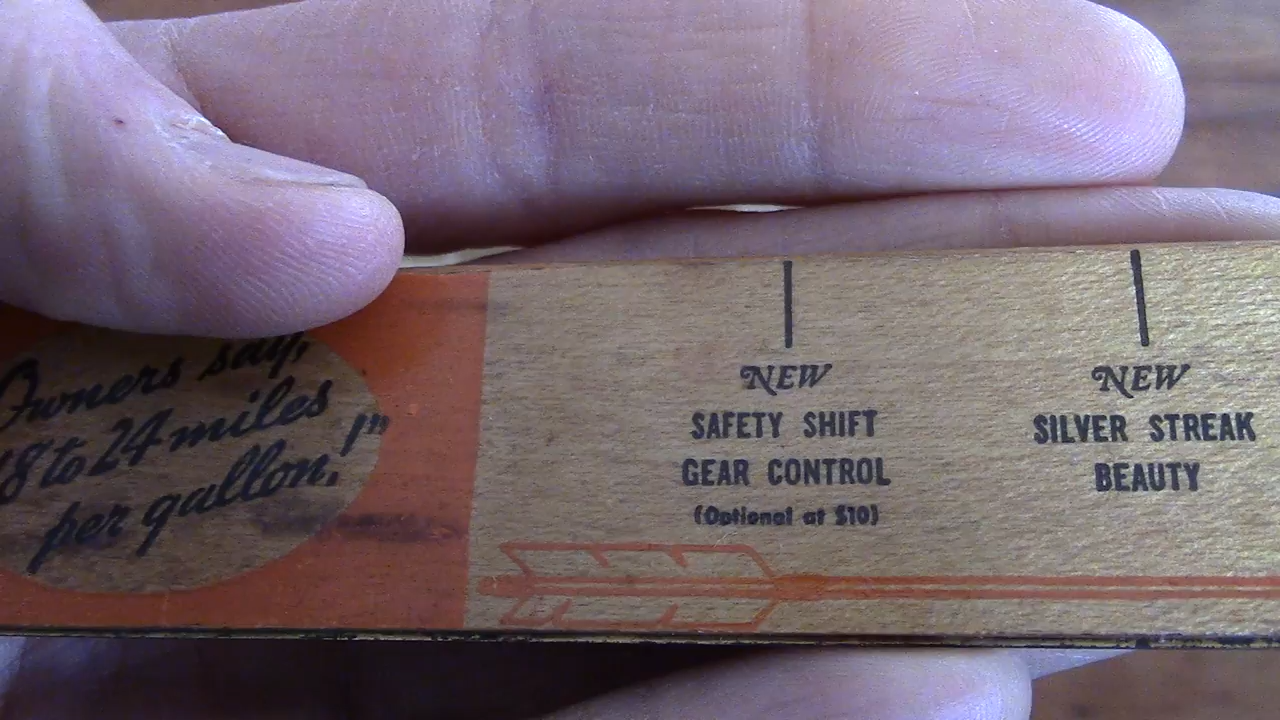 Owners say,
"18 to 24 miles
per gallon!"
NEW
SAFETY SHIFT
GEAR CONTROL
(Optional at $10)
NEW
SILVER STREAK
BEAUTY